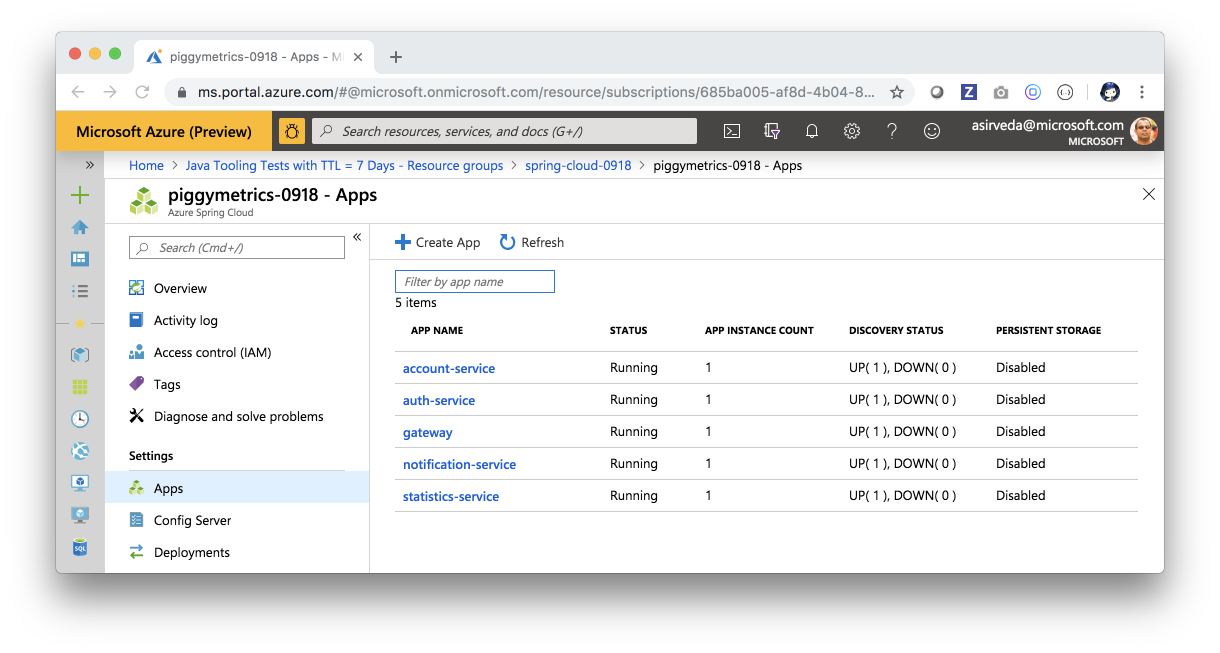 piggymetrics-0918 - Apps - Mi
ms.portal.azure.com/#@microsoft.onmicrosoft.com/resource/subscriptions/685ba005-af8d-4b04-8...
Z
Microsoft Azure (Preview)
Search resources, services, and docs (G+/)
asirveda@microsoft.com
MICROSOFT
Home > Java Tooling Tests with TTL = 7 Days - Resource groups > spring-cloud-0918 > piggymetrics-0918 - Apps
piggymetrics-0918 - Apps
Azure Spring Cloud
Search (Cmd+/)
Overview
Activity log
Access control (IAM)
Tags
Diagnose and solve problems
Settings
Apps
Config Server
Deployments
SQL
Create App Refresh
Filter by app name
5 items
APP NAME STATUS APP INSTANCE COUNT DISCOVERY STATUS PERSISTENT STORAGE
account-service Running 1 UP( 1 ), DOWN( 0 ) Disabled
auth-service Running 1 UP( 1 ), DOWN( 0 ) Disabled
gateway Running 1 UP( 1 ), DOWN( 0 ) Disabled
notification-service Running 1 UP( 1 ), DOWN( 0 ) Disabled
statistics-service Running 1 UP( 1 ), DOWN( 0 ) Disabled